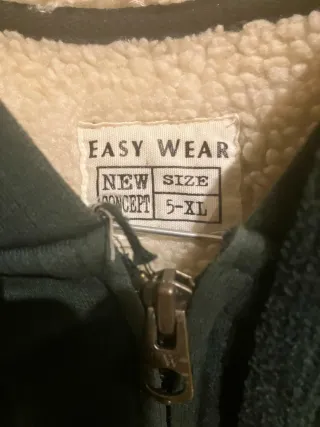 EASY WEAR
NEW SIZE
CONCEPT 5-XL